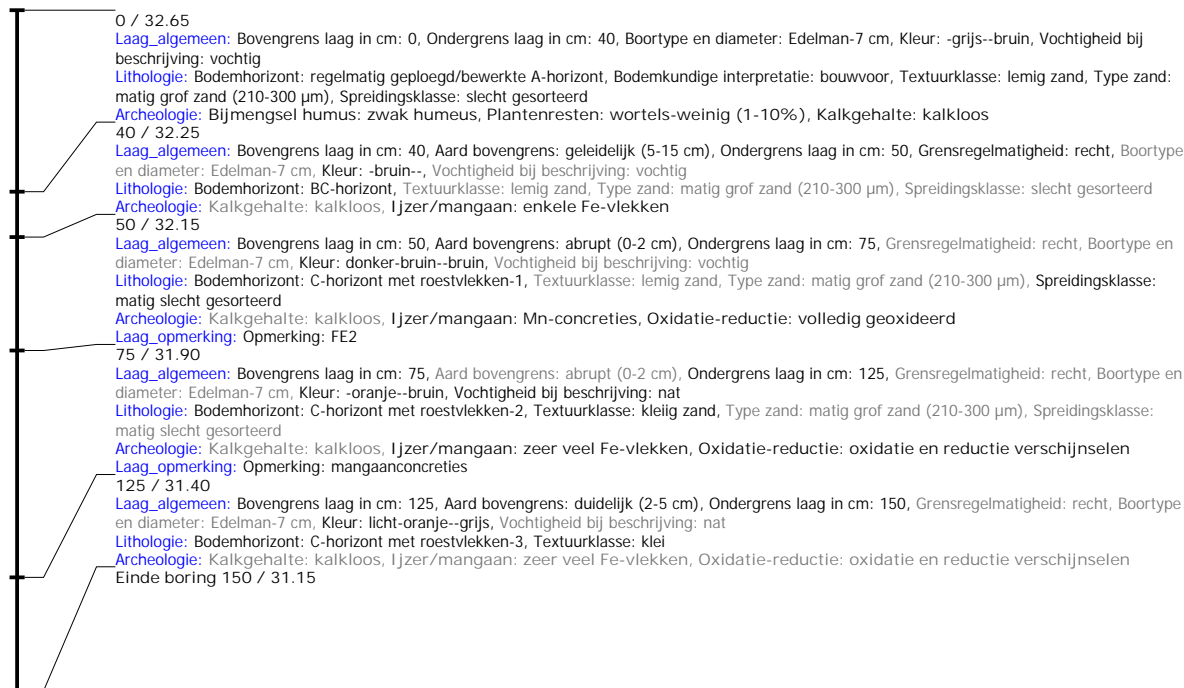 0 / 32.65
Laag_algemeen: Bovengrens laag in cm: 0, Ondergrens laag in cm: 40, Boortype en diameter: Edelman-7 cm, Kleur: -grijs--bruin, Vochtigheid bij
beschrijving: vochtig
Lithologie: Bodemhorizont: regelmatig geploegd/bewerkte A-horizont, Bodemkundige interpretatie: bouwvoor, Textuurklasse: lemig zand, Type zand:
matig grof zand (210-300 µm), Spreidingsklasse: slecht gesorteerd
Archeologie: Bijmengsel humus: zwak humeus, Plantenresten: wortels-weinig (1-10%), Kalkgehalte: kalkloos
40 / 32.25
Laag_algemeen: Bovengrens laag in cm: 40, Aard bovengrens: geleidelijk (5-15 cm), Ondergrens laag in cm: 50, Grensregelmatigheid: recht, Boortype
en diameter: Edelman-7 cm, Kleur: -bruin--, Vochtigheid bij beschrijving: vochtig
Lithologie: Bodemhorizont: BC-horizont, Textuurklasse: lemig zand, Type zand: matig grof zand (210-300 µm), Spreidingsklasse: slecht gesorteerd
Archeologie: Kalkgehalte: kalkloos, Ijzer/mangaan: enkele Fe-vlekken
50 / 32.15
Laag_algemeen: Bovengrens laag in cm: 50, Aard bovengrens: abrupt (0-2 cm), Ondergrens laag in cm: 75, Grensregelmatigheid: recht, Boortype en
diameter: Edelman-7 cm, Kleur: donker-bruin--bruin, Vochtigheid bij beschrijving: vochtig
Lithologie: Bodemhorizont: C-horizont met roestvlekken-1, Textuurklasse: lemig zand, Type zand: matig grof zand (210-300 µm), Spreidingsklasse:
matig slecht gesorteerd
Archeologie: Kalkgehalte: kalkloos, Ijzer/mangaan: Mn-concreties, Oxidatie-reductie: volledig geoxideerd
Laag_opmerking: Opmerking: FE2
75 / 31.90
Laag_algemeen: Bovengrens laag in cm: 75, Aard bovengrens: abrupt (0-2 cm), Ondergrens laag in cm: 125, Grensregelmatigheid: recht, Boortype en
diameter: Edelman-7 cm, Kleur: -oranje--bruin, Vochtigheid bij beschrijving: nat
Lithologie: Bodemhorizont: C-horizont met roestvlekken-2, Textuurklasse: kleiig zand, Type zand: matig grof zand (210-300 µm), Spreidingsklasse:
matig slecht gesorteerd
Archeologie: Kalkgehalte: kalkloos, Ijzer/mangaan: zeer veel Fe-vlekken, Oxidatie-reductie: oxidatie en reductie verschijnselen
Laag_opmerking: Opmerking: mangaanconcreties
125 / 31.40
Laag_algemeen: Bovengrens laag in cm: 125, Aard bovengrens: duidelijk (2-5 cm), Ondergrens laag in cm: 150, Grensregelmatigheid: recht, Boortype
en diameter: Edelman-7 cm, Kleur: licht-oranje--grijs, Vochtigheid bij beschrijving: nat
Lithologie: Bodemhorizont: C-horizont met roestvlekken-3, Textuurklasse: klei
Archeologie: Kalkgehalte: kalkloos, Ijzer/mangaan: zeer veel Fe-vlekken, Oxidatie-reductie: oxidatie en reductie verschijnselen
Einde boring 150 / 31.15